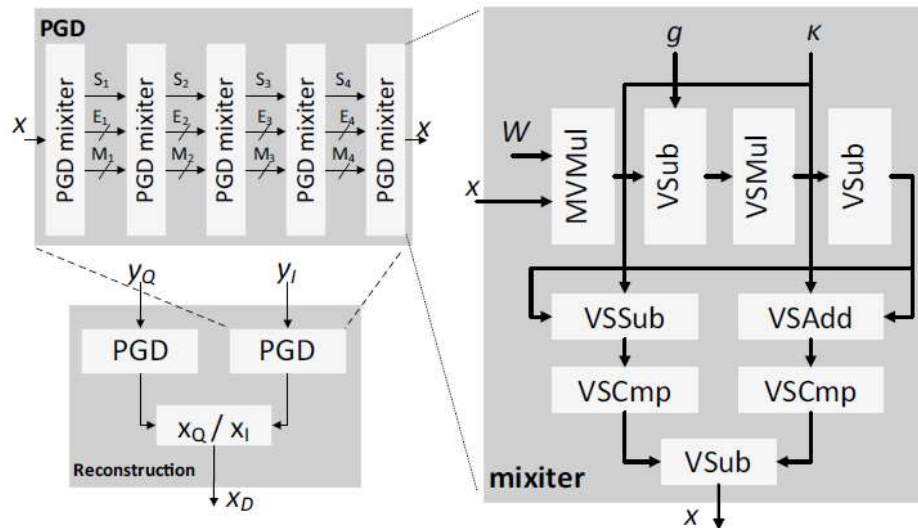 PGD
x
PGD mixiter
S1
E1
M1
PGD mixiter
S2
E2
M2
PGD mixiter
S3
E3
M3
PGD mixiter
S4
E4
M4
PGD mixiter
x
yQ
yI
PGD
PGD
xQ / xI
Reconstruction
xD
g
κ
W
x
MVMul
VSub
VSMul
VSub
VSSub
VSAdd
VSCmp
VSCmp
VSub
mixiter
x